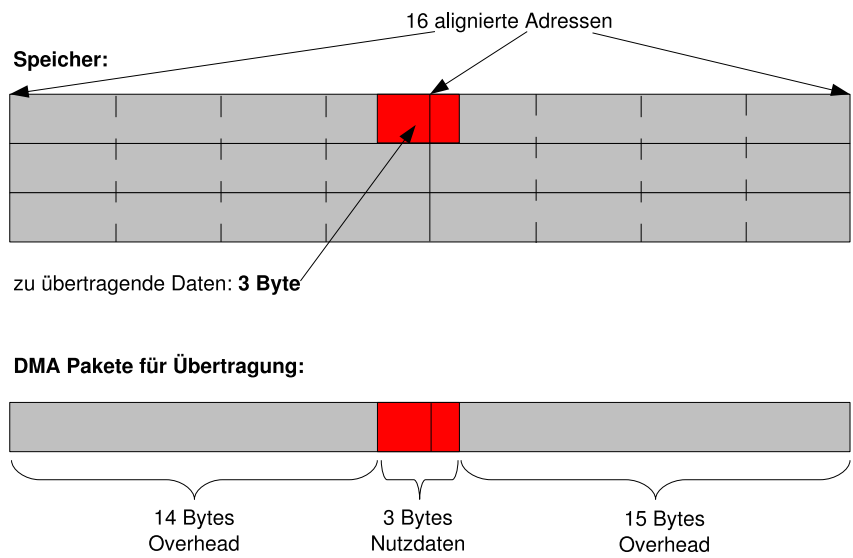 16 alignierte Adressen
Speicher:
zu übertragende Daten: 3 Byte
DMA Pakete für Übertragung:
14 Bytes
Overhead
3 Bytes
Nutzdaten
15 Bytes
Overhead